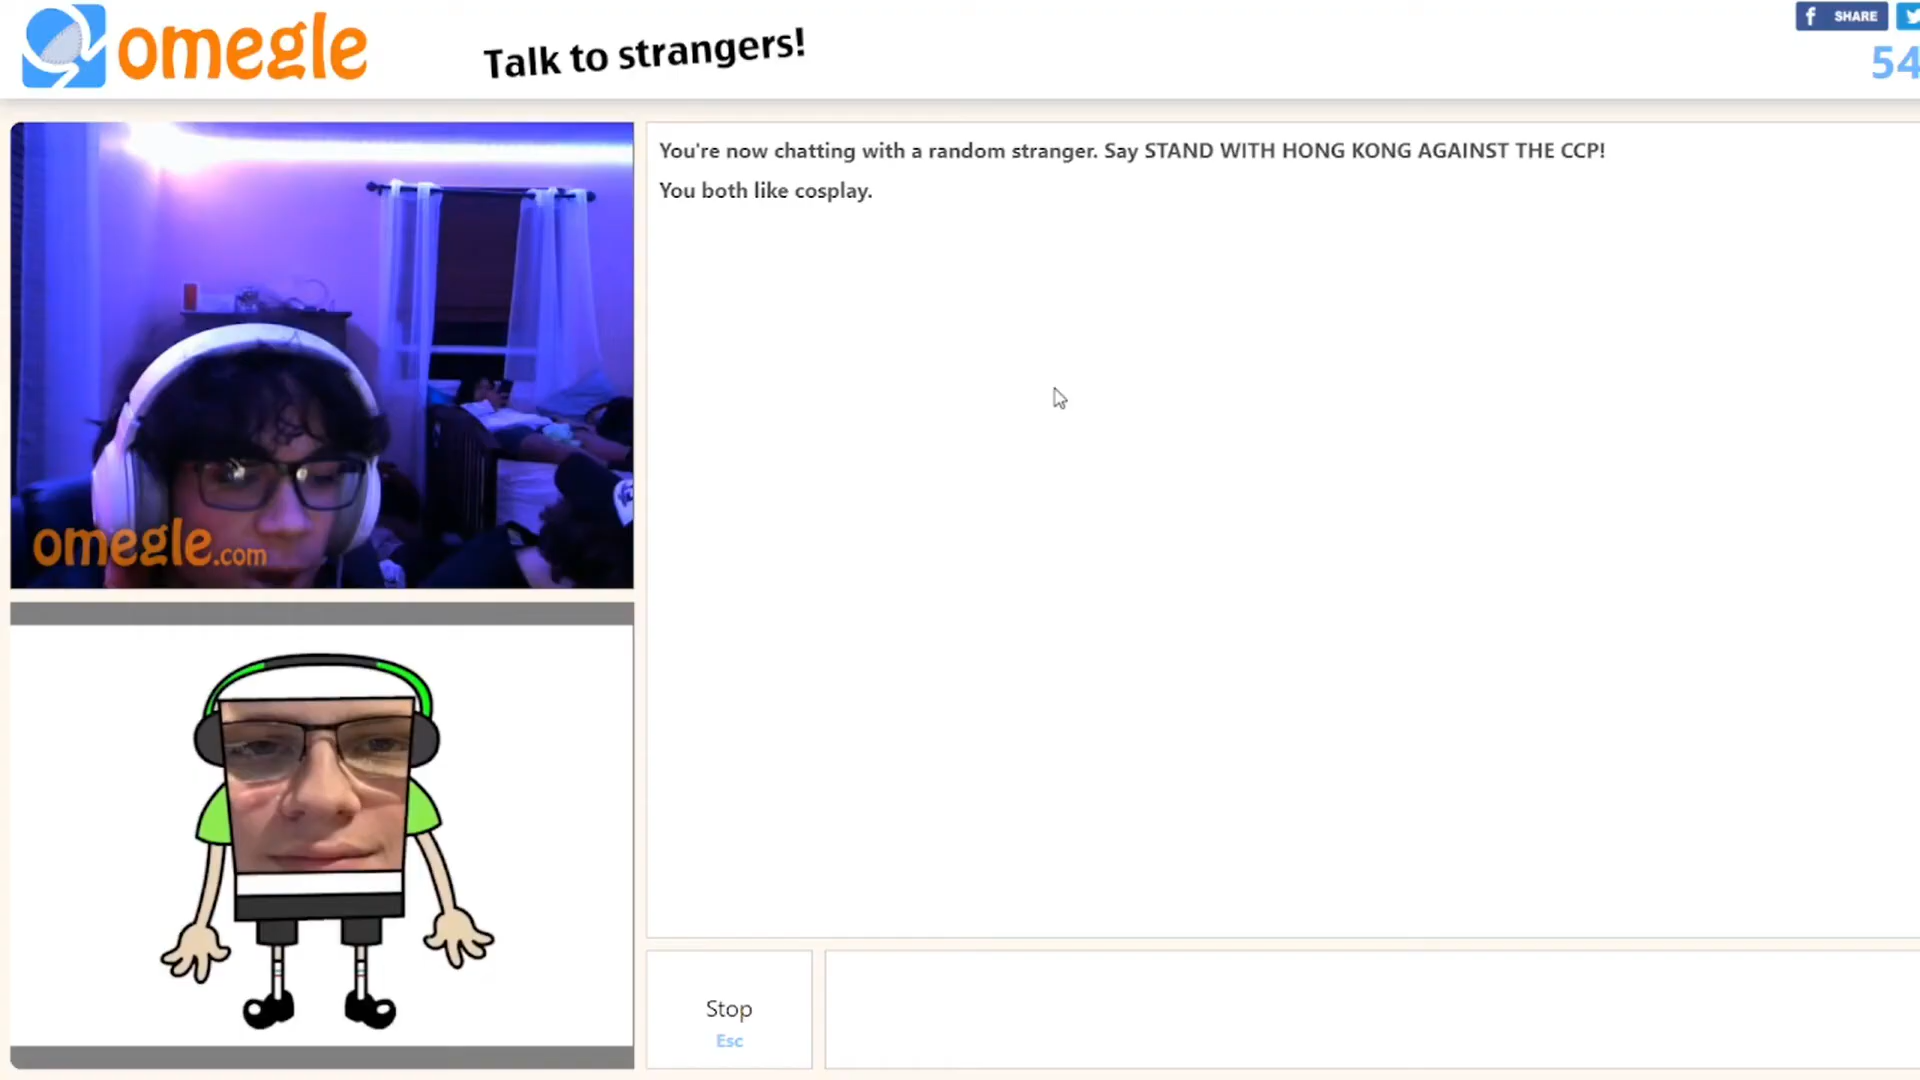 omegle
Talk to strangers!
SHARE
54
You're now chatting with a random stranger. Say STAND WITH HONG KONG AGAINST THE CCP!
You both like cosplay.
omegle.com
Stop
Esc